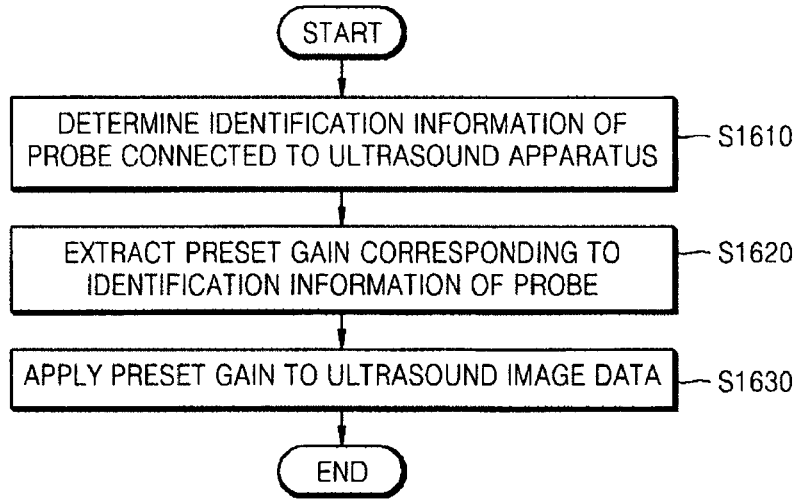 START
DETERMINE IDENTIFICATION INFORMATION OF
PROBE CONNECTED TO ULTRASOUND APPARATUS
S1610
EXTRACT PRESET GAIN CORRESPONDING TO
IDENTIFICATION INFORMATION OF PROBE
S1620
APPLY PRESET GAIN TO ULTRASOUND IMAGE DATA
S1630
END